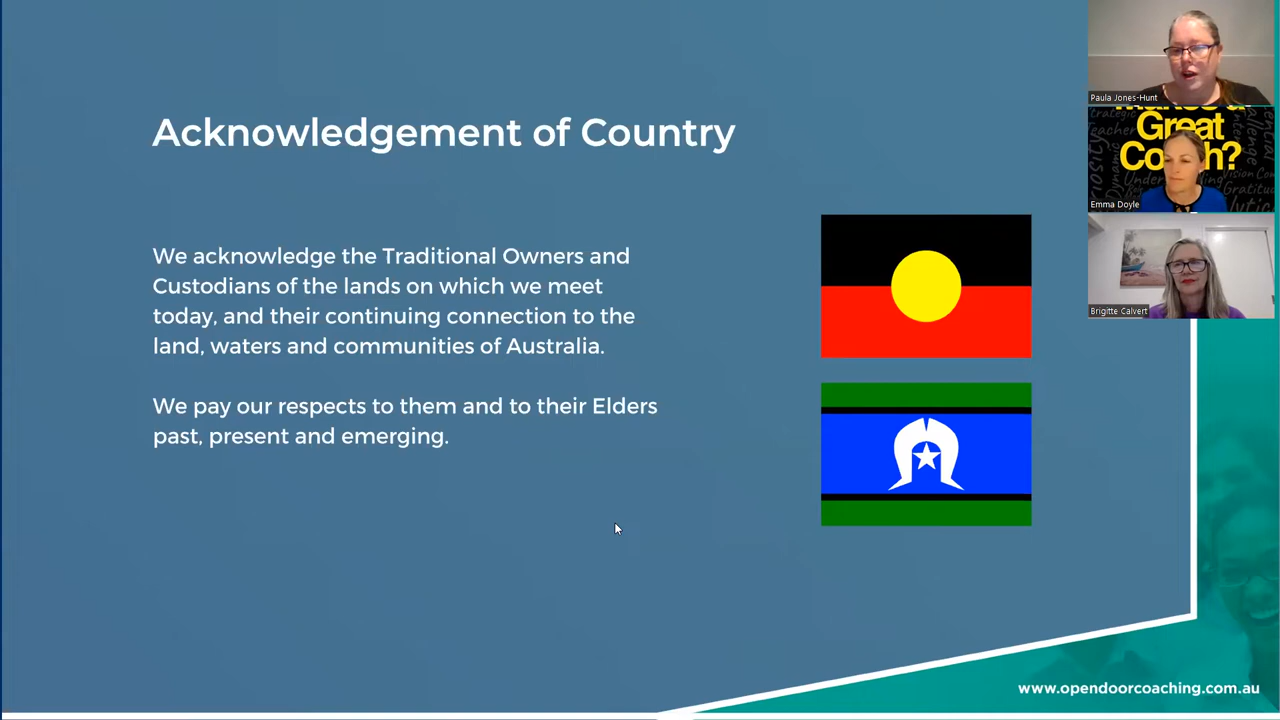 Acknowledgement of Country
We acknowledge the Traditional Owners and
Custodians of the lands on which we meet
today, and their continuing connection to the
land, waters and communities of Australia.
We pay our respects to them and to their Elders
past, present and emerging.
Paula Jones-Hunt
Great
Emma Doyle
Brigitte Calvert
www.opendoorcoaching.com.au